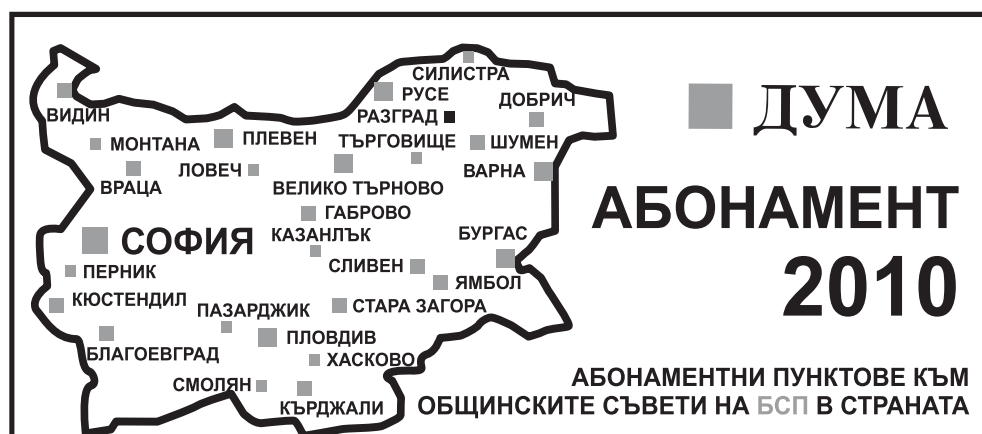 СИЛИСТРА
РУСЕ
ДОБРИЧ
ВИДИН
РАЗГРАД
МОНТАНА
ПЛЕВЕН
ТЪРГОВИЩЕ
ШУМЕН
ЛОВЕЧ
ВАРНА
ВРАЦА
ВЕЛИКО ТЪРНОВО
ГАБРОВО
СОФИЯ
КАЗАНЛЪК
БУРГАС
ПЕРНИК
СЛИВЕН
ЯМБОЛ
КЮСТЕНДИЛ
ПАЗАРДЖИК
СТАРА ЗАГОРА
ПЛОВДИВ
БЛАГОЕВГРАД
ХАСКОВО
СМОЛЯН
КЪРДЖАЛИ
ДУМА
АБОНАМЕНТ
2010
АБОНАМЕНТНИ ПУНКТОВЕ КЪМ
ОБЩИНСКИТЕ СЪВЕТИ НА БСП В СТРАНАТА